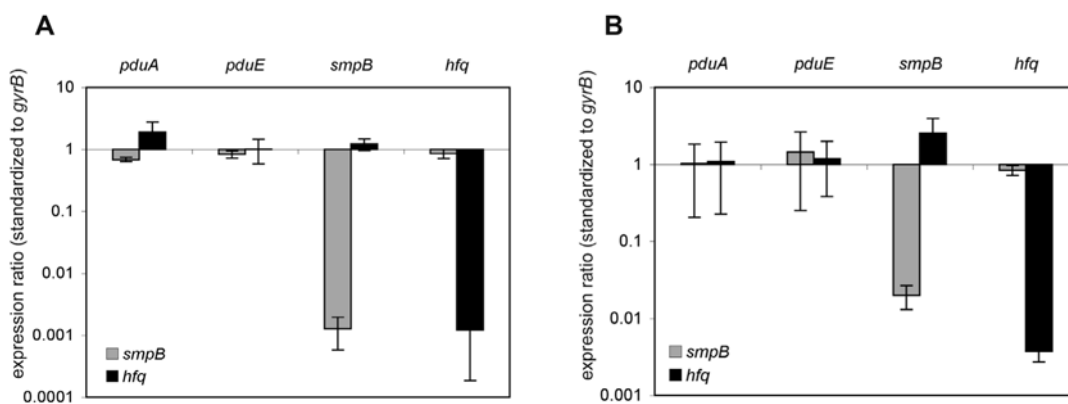 A
pduA pduE smpB hfq
expression ratio (standardized to gyrB)
10
1
0.1
0.01
0.001
0.0001
smpB
hfq
B
pduA pduE smpB hfq
expression ratio (standardized to gyrB)
10
1
0.1
0.01
0.001
smpB
hfq